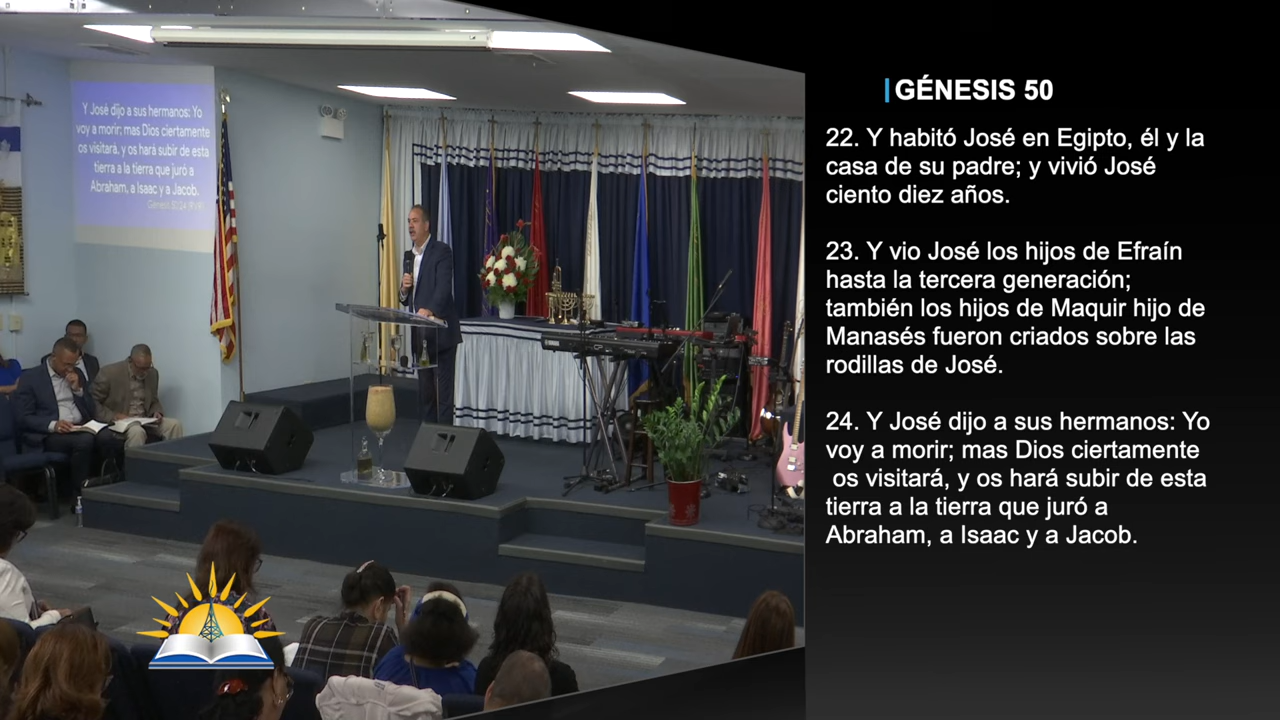 Y José dijo a sus hermanos: Yo
voy a morir; mas Dios ciertamente
os visitará, y os hará subir de esta
tierra a la tierra que juró a
Abraham, a Isaac y a Jacob.
GÉNESIS 50
22. Y habitó José en Egipto, él y la
casa de su padre; y vivió José
ciento diez años.
23. Y vio José los hijos de Efraín
hasta la tercera generación;
también los hijos de Maquir hijo de
Manasés fueron criados sobre las
rodillas de José.
24. Y José dijo a sus hermanos: Yo
voy a morir; mas Dios ciertamente
os visitará, y os hará subir de esta
tierra a la tierra que juró a
Abraham, a Isaac y a Jacob.